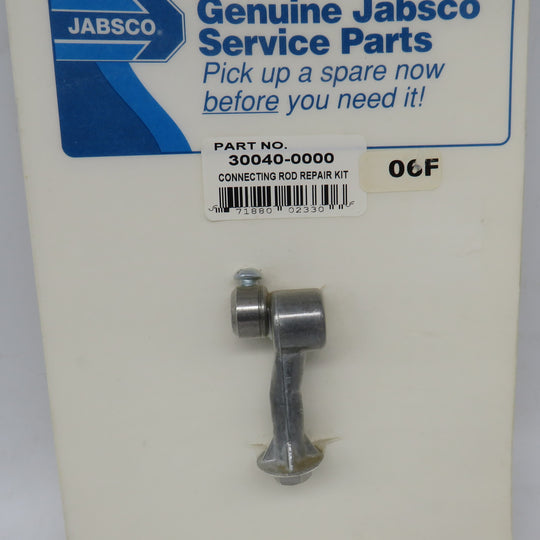 JABSCO
Genuine Jabsco
Service Parts
Pick up a spare now
before you need it!
PART NO.
30040-0000
CONNECTING ROD REPAIR KIT
71880 02330
06F